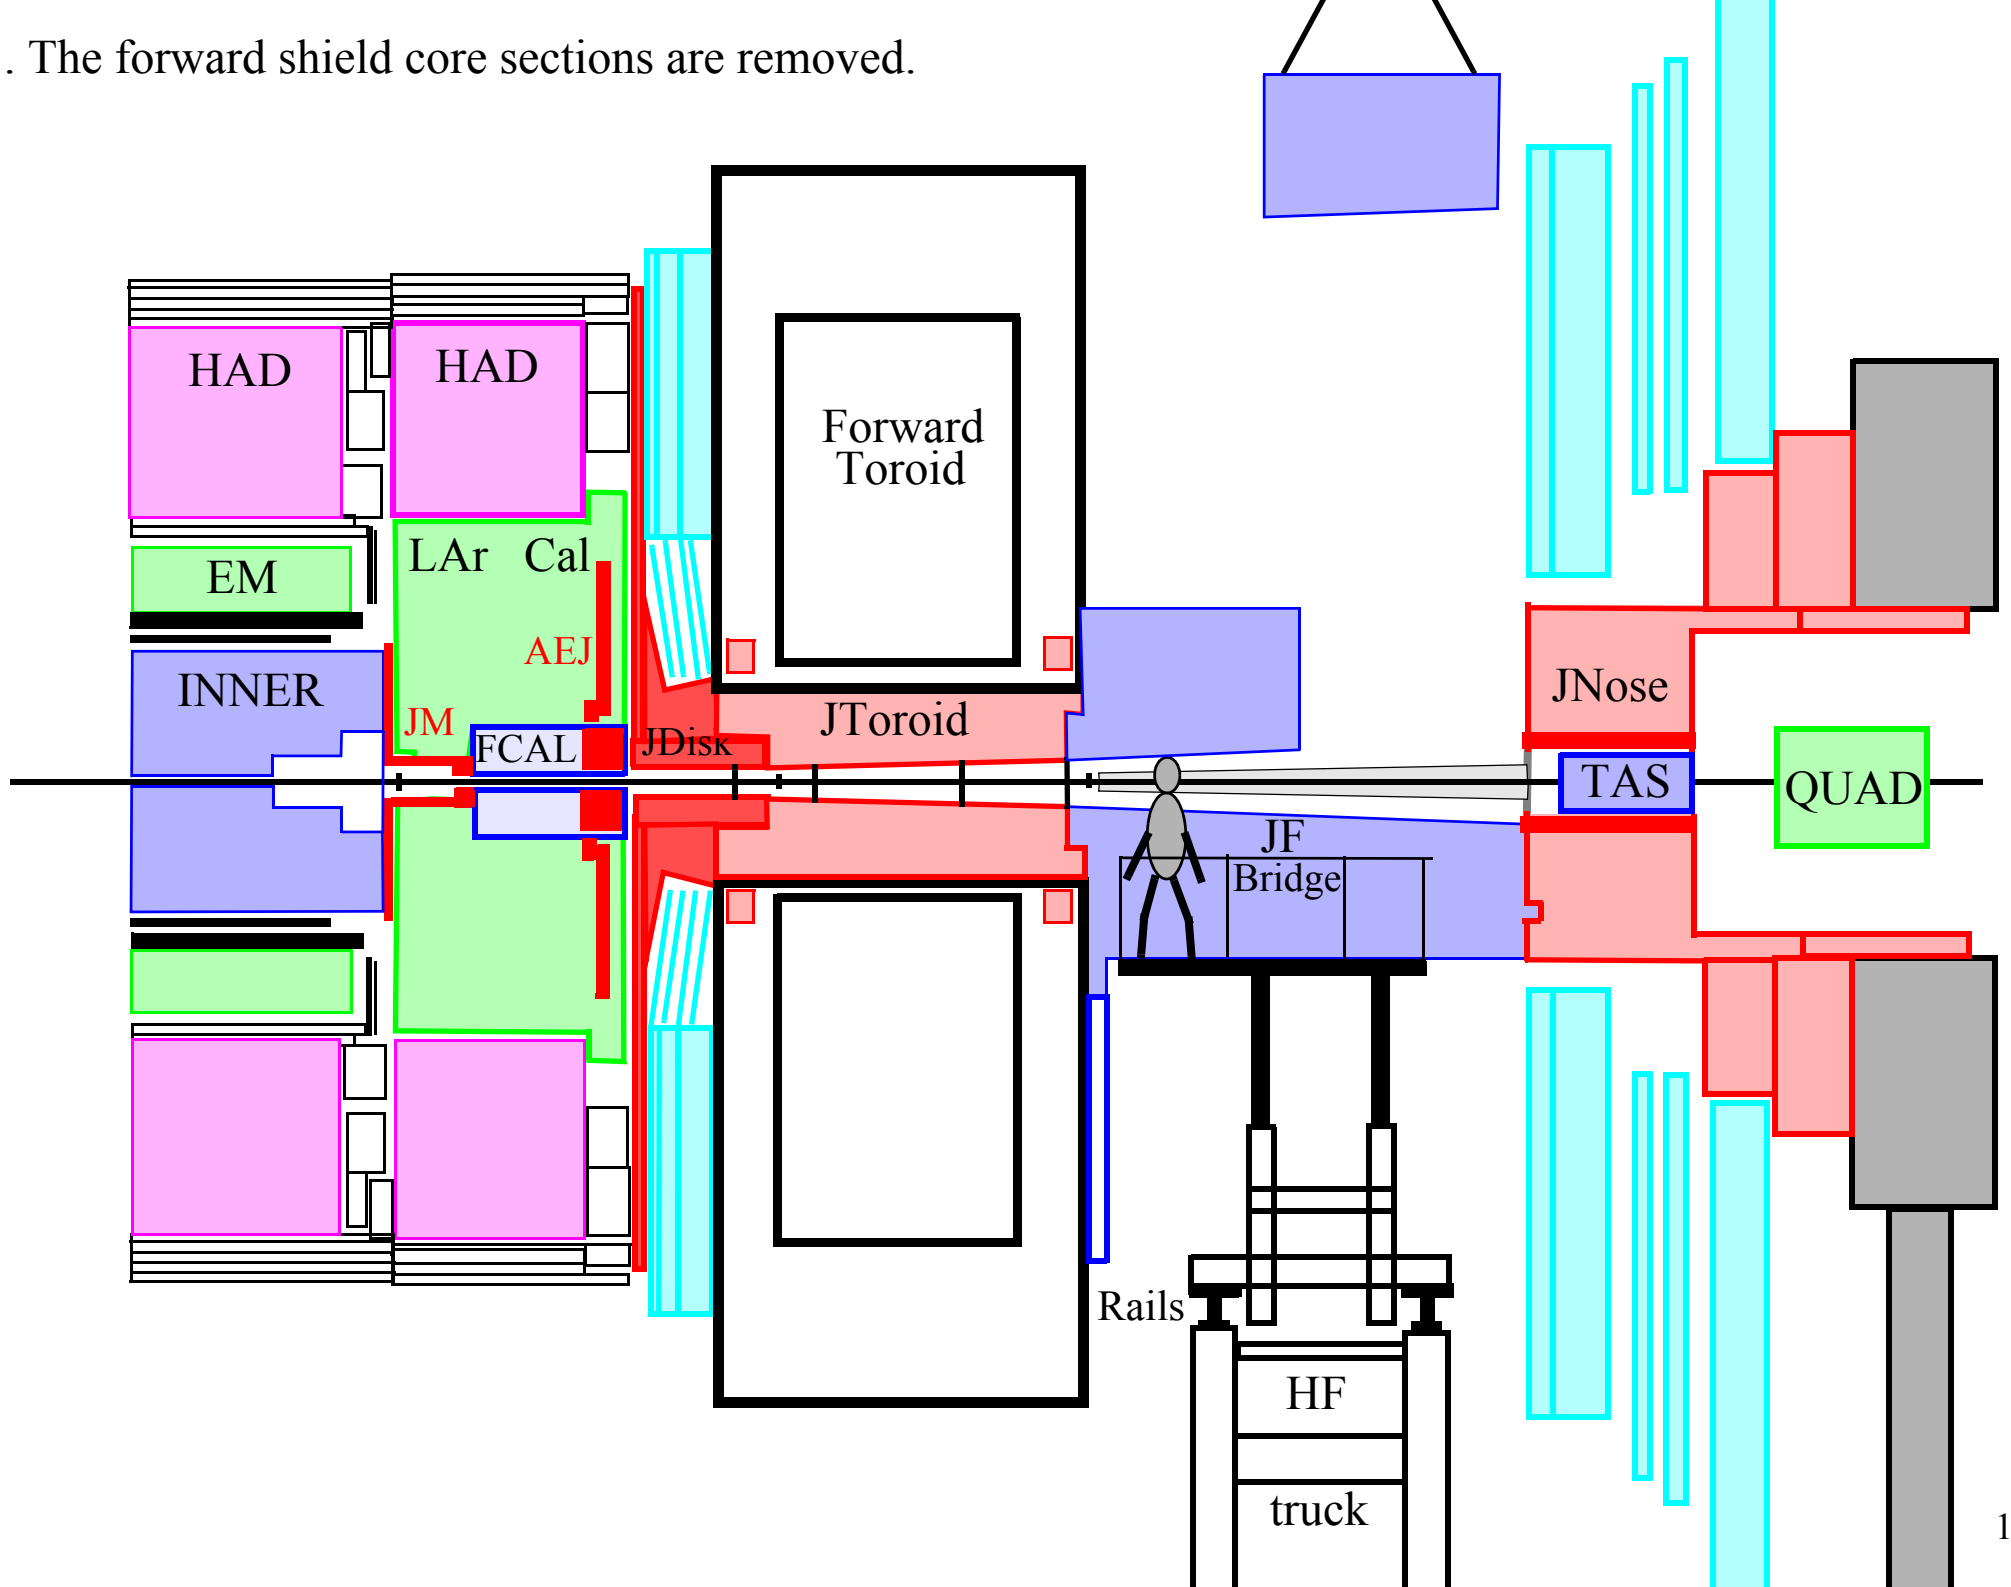 . The forward shield core sections are removed.
HAD
HAD
Forward
Toroid
LAr Cal
EM
AEJ
INNER
JM
FCAL
JDisk
JToroid
JNose
TAS
QUAD
JF
Bridge
Rails
HF
truck
1